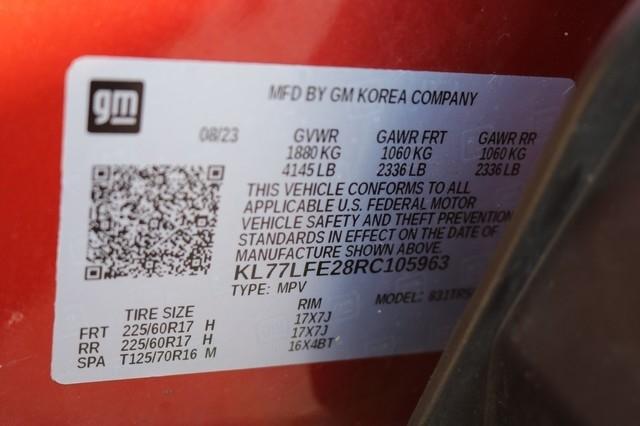 gm
MFD BY GM KOREA COMPANY
08/23 GVWR GAWR FRT GAWR RR
1880 KG 1060 KG 1060 KG
4145 LB 2336 LB 2336 LB
THIS VEHICLE CONFORMS TO ALL
APPLICABLE U.S. FEDERAL MOTOR
VEHICLE SAFETY AND THEFT PREVENTION
STANDARDS IN EFFECT ON THE DATE OF
MANUFACTURE SHOWN ABOVE.
KL77LFE28RC105963
TYPE: MPV MODEL:
TIRE SIZE RIM
FRT 225/60R17 H 17X7J
RR 225/60R17 H 17X7J
SPA T125/70R16 M 16X4BT